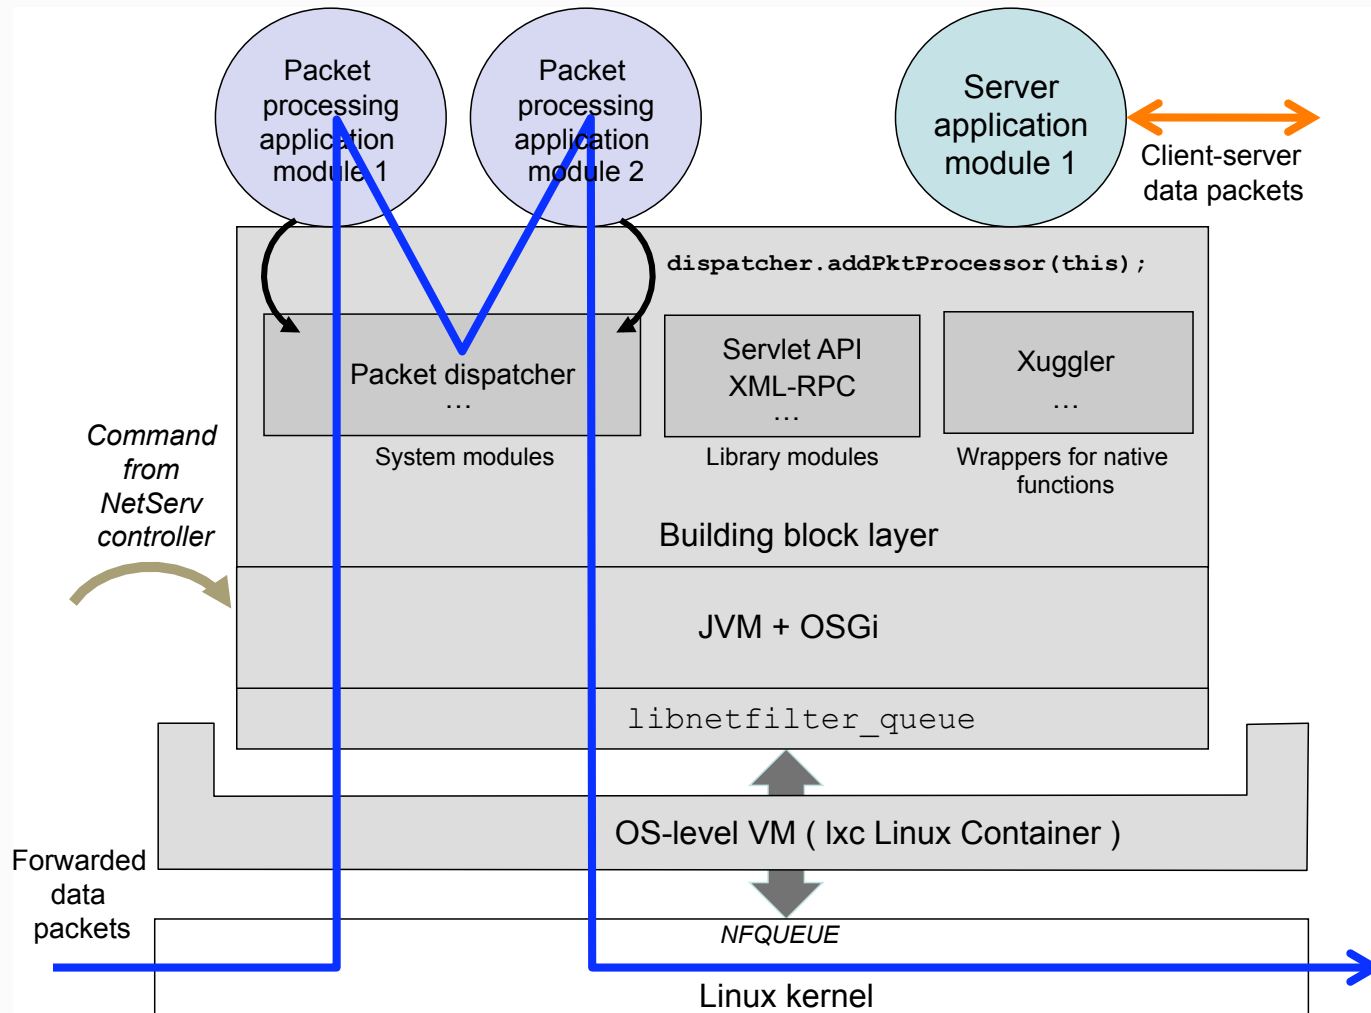 Packet
processing
application
module 1
Packet
processing
application
module 2
Server
application
module 1
Client-server
data packets
dispatcher.addPktProcessor(this);
Packet dispatcher
…
System modules
Servlet API
XML-RPC
…
Library modules
Xuggler
…
Wrappers for native
functions
Command
from
NetServ
controller
Building block layer
JVM + OSGi
libnetfilter_queue
OS-level VM ( lxc Linux Container )
Forwarded
data
packets
NFQUEUE
Linux kernel